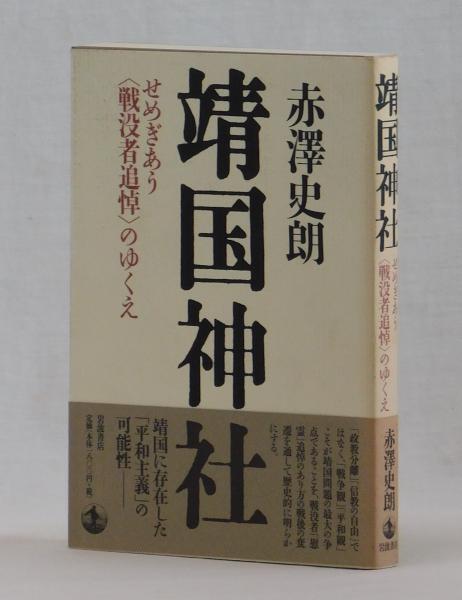 赤澤史朗
靖国神社
せめぎあう
〈戦没者追悼〉のゆくえ
「政教分離」「信教の自由」で
はなく、「戦争観」「平和観」
こそが靖国問題の最大の争
点であることを、戦没者「慰
霊」追悼のあり方の戦後の変
遷を通して歴史的に明らか
にする。
靖国に存在した
「平和主義」の
可能性——
岩波書店
靖国神社
せめぎあう
〈戦没者追悼〉のゆくえ
赤澤史朗
岩波書店